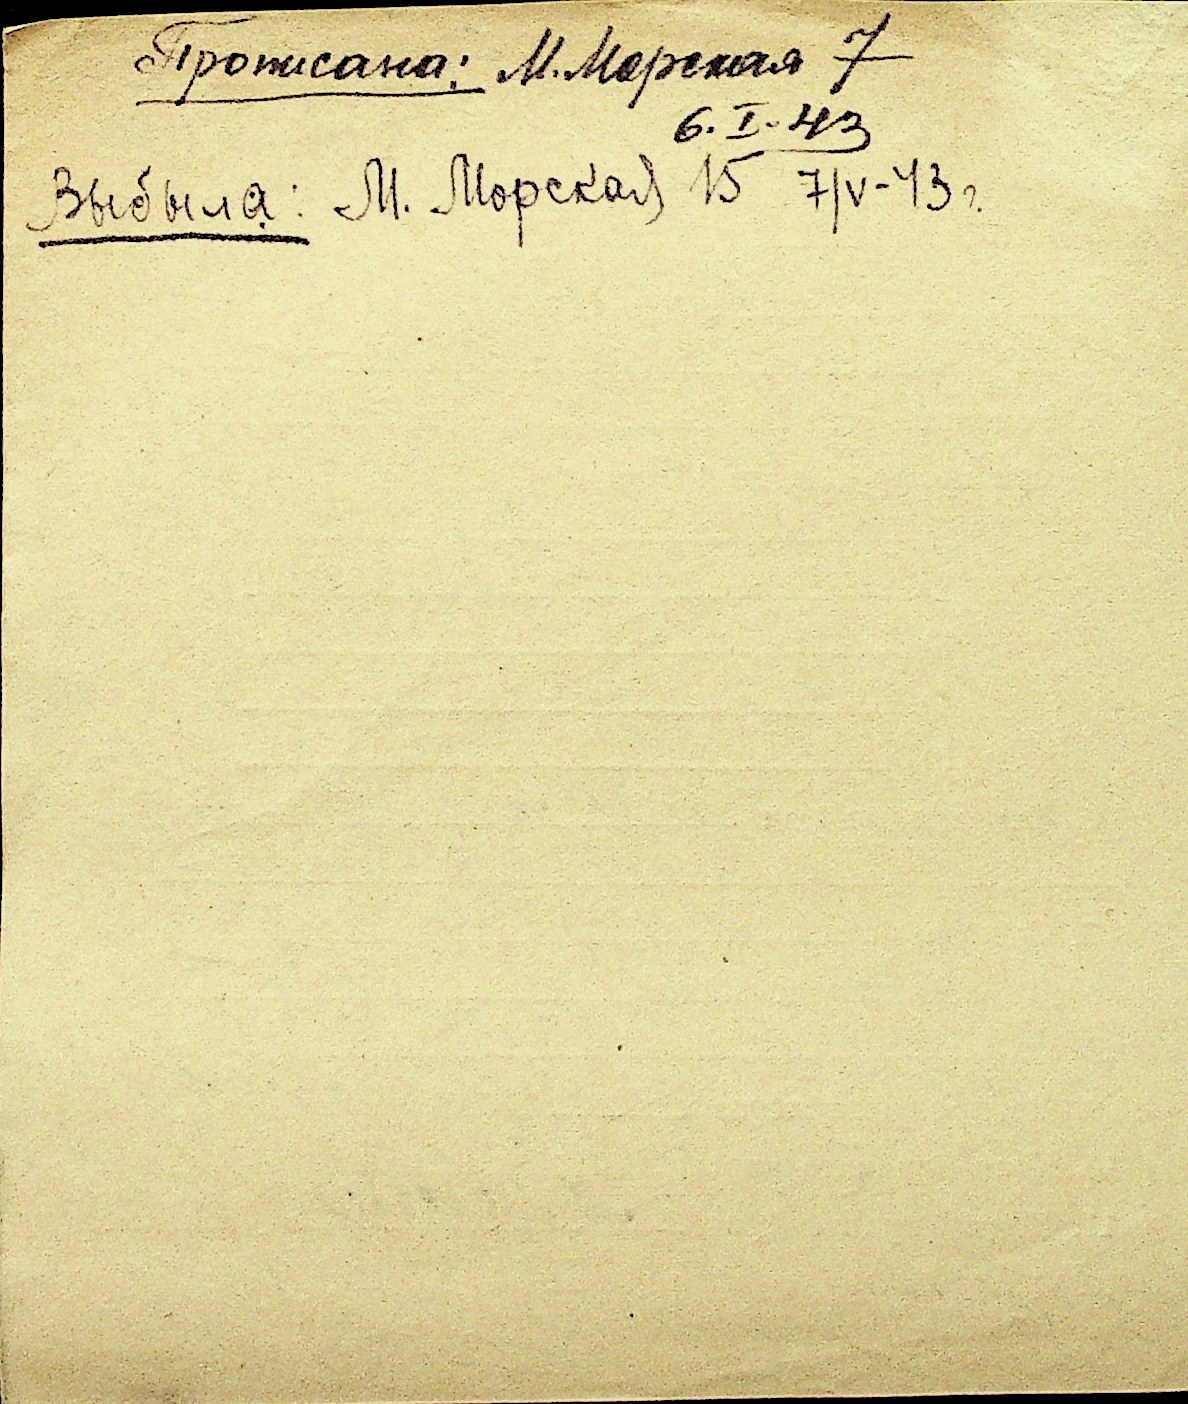 Прописана: М. Морская 7
6. I - 43
Выбыла: М. Морская 15 7/V-43 г.